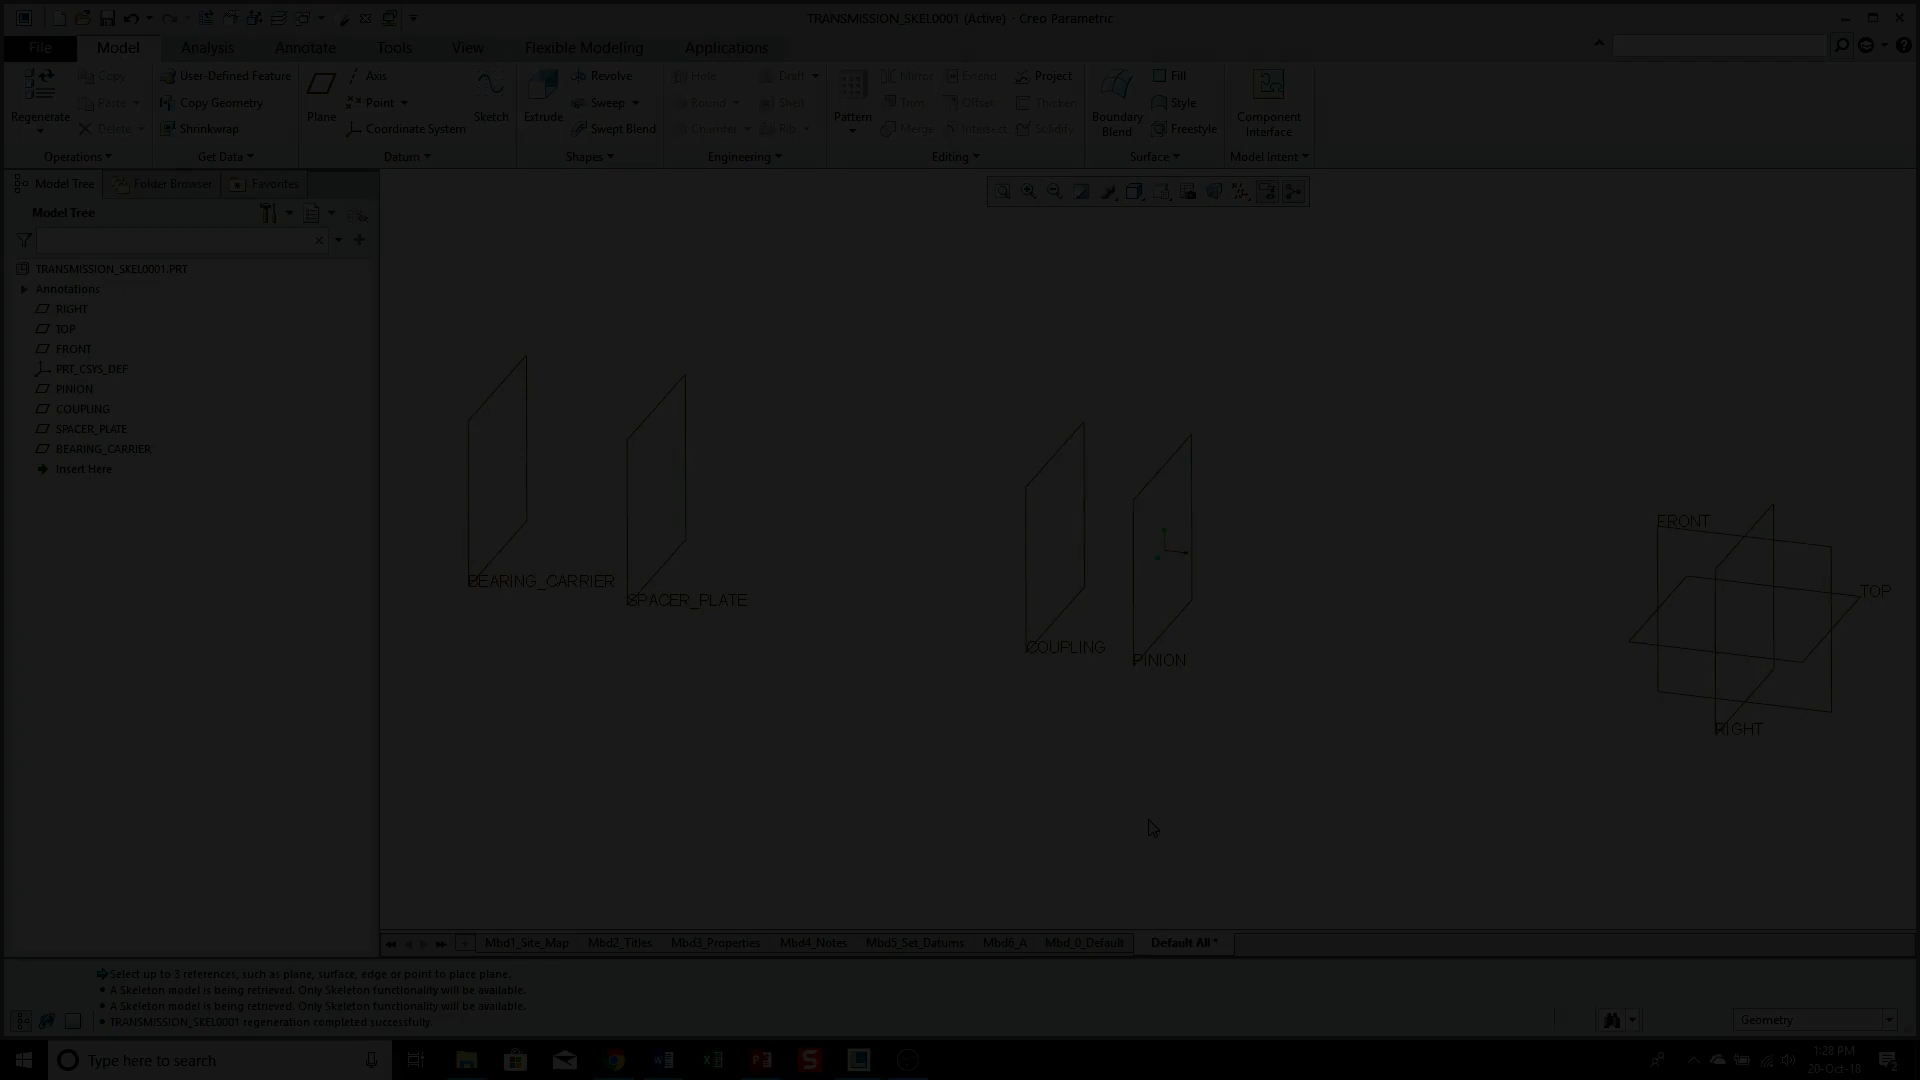 TRANSMISSION_SKEL0001 (Active) - Creo Parametric
File Model Analysis Annotate Tools View Flexible Modeling Applications
Regenerate
Copy
Paste
Delete
Operations
User-Defined Feature
Copy Geometry
Shrinkwrap
Get Data
Plane
Axis
Point
Coordinate System
Sketch
Datum
Extrude
Revolve
Sweep
Swept Blend
Shapes
Hole
Round
Chamfer
Draft
Shell
Rib
Engineering
Pattern
Mirror
Trim
Merge
Extend
Offset
Intersect
Project
Thicken
Solidify
Editing
Boundary
Blend
Fill
Style
Freestyle
Surface
Component
Interface
Model Intent
Model Tree Folder Browser Favorites
Model Tree
TRANSMISSION_SKEL0001.PRT
Annotations
RIGHT
TOP
FRONT
PRT_CSYS_DEF
PINION
COUPLING
SPACER_PLATE
BEARING_CARRIER
Insert Here
FRONT
BEARING_CARRIER
TOP
SPACER_PLATE
COUPLING
PINION
RIGHT
Mbd1_Site_Map Mbd2_Titles Mbd3_Properties Mbd4_Notes Mbd5_Set_Datums Mbd6_A Mbd_0_Default Default All *
Select up to 3 references, such as plane, surface, edge or point to place plane.
• A Skeleton model is being retrieved. Only Skeleton functionality will be available.
• A Skeleton model is being retrieved. Only Skeleton functionality will be available.
• TRANSMISSION_SKEL0001 regeneration completed successfully.
Geometry
Type here to search
1:28 PM
20-Oct-18